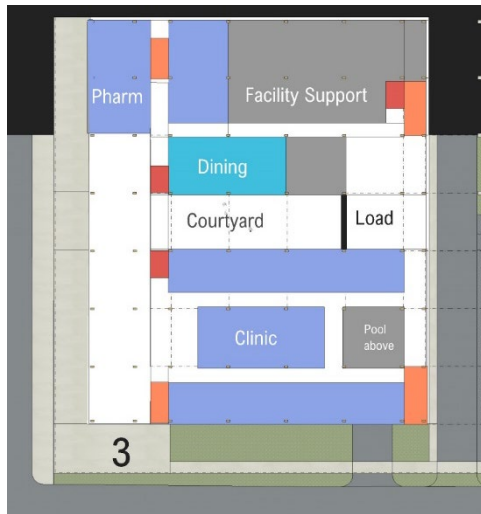 Pharm
Facility Support
Dining
Courtyard
Load
Clinic
Pool
above
3